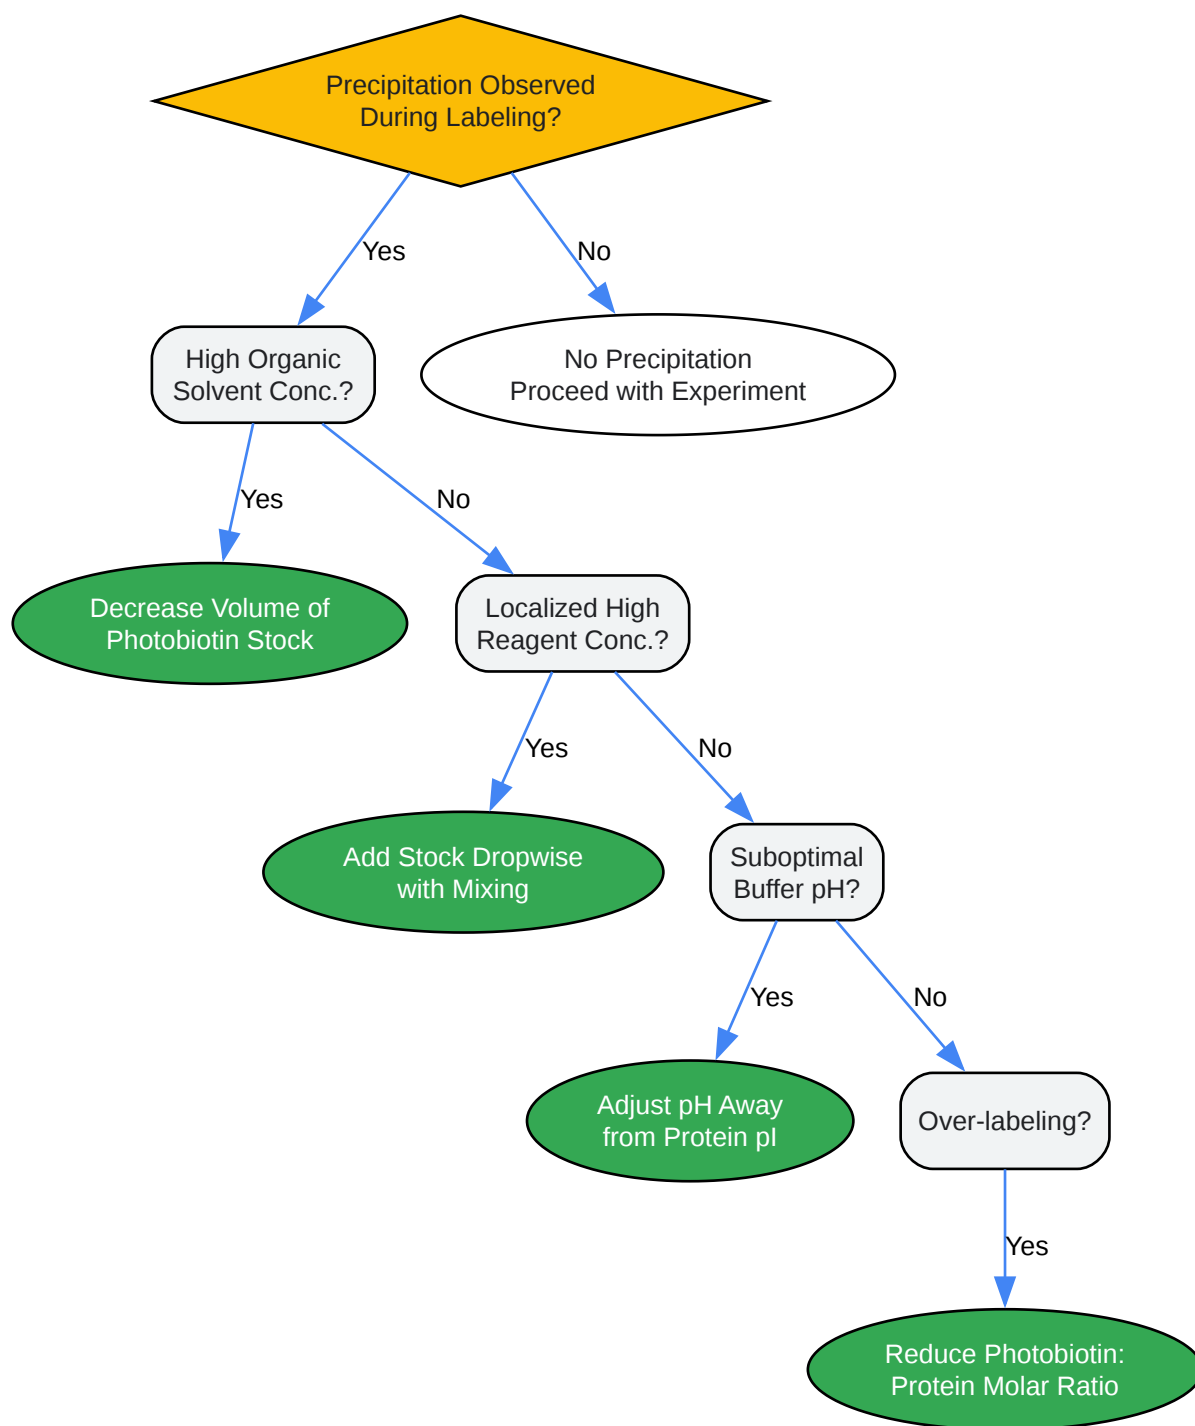 Precipitation Observed
During Labeling?
Yes
No
High Organic
Solvent Conc.?
No Precipitation
Proceed with Experiment
Yes
No
Decrease Volume of
Photobiotin Stock
Localized High
Reagent Conc.?
Yes
No
Add Stock Dropwise
with Mixing
Suboptimal
Buffer pH?
Yes
No
Adjust pH Away
from Protein pI
Over-labeling?
Yes
Reduce Photobiotin:
Protein Molar Ratio